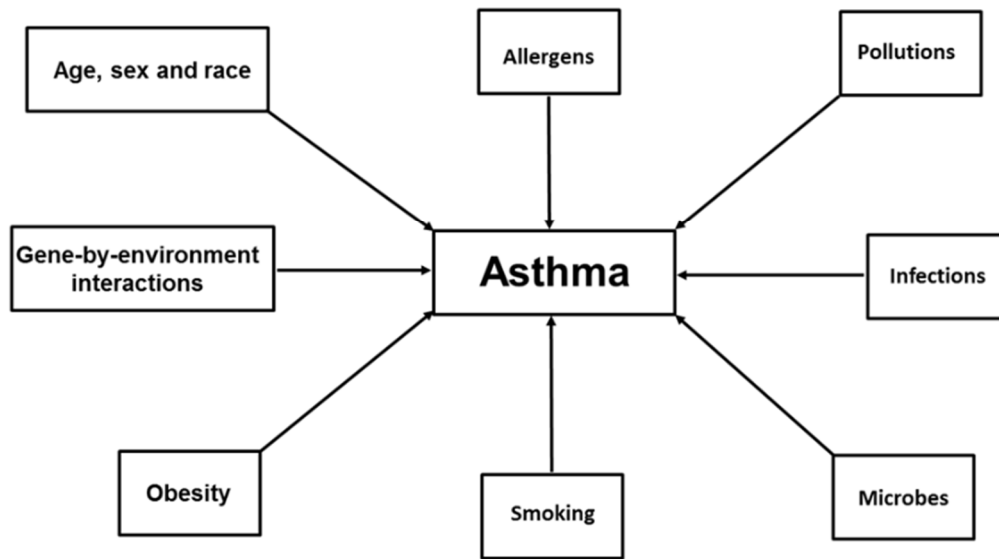 Age, sex and race
Allergens
Pollutions
Gene-by-environment
interactions
Asthma
Infections
Obesity
Smoking
Microbes